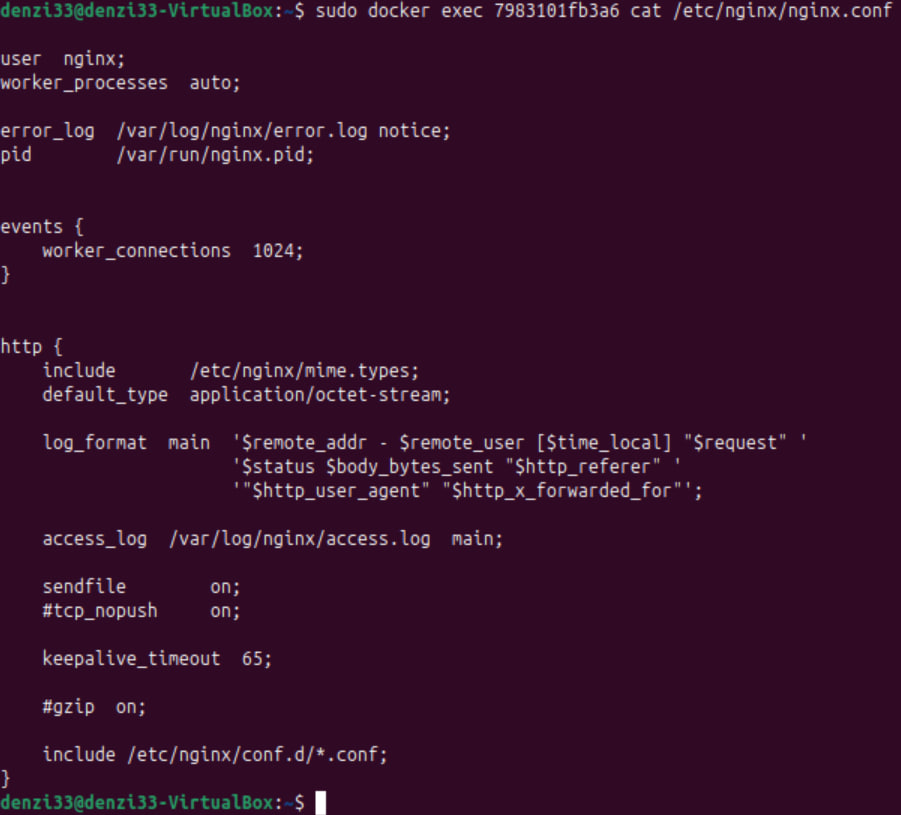 denzi33@denzi33-VirtualBox:~$ sudo docker exec 7983101fb3a6 cat /etc/nginx/nginx.conf
user  nginx;
worker_processes  auto;
error_log  /var/log/nginx/error.log notice;
pid        /var/run/nginx.pid;
events {
    worker_connections  1024;
}
http {
    include       /etc/nginx/mime.types;
    default_type  application/octet-stream;
    log_format  main  '$remote_addr - $remote_user [$time_local] "$request" '
                      '$status $body_bytes_sent "$http_referer" '
                      '"$http_user_agent" "$http_x_forwarded_for"';
    access_log  /var/log/nginx/access.log  main;
    sendfile        on;
    #tcp_nopush     on;
    keepalive_timeout  65;
    #gzip  on;
    include /etc/nginx/conf.d/*.conf;
}
denzi33@denzi33-VirtualBox:~$